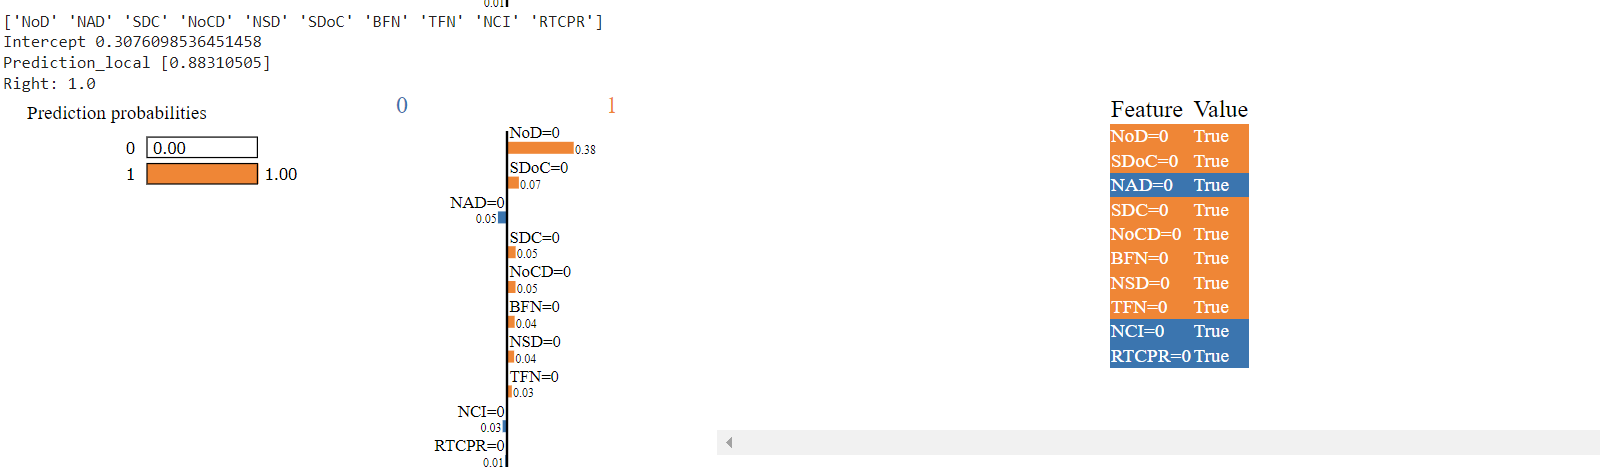 0.01
['NoD' 'NAD' 'SDC' 'NoCD' 'NSD' 'SDoC' 'BFN' 'TFN' 'NCI' 'RTCPR']
Intercept 0.3076098536451458
Prediction_local [0.88310505]
Right: 1.0
Prediction probabilities
0 0.00
1 1.00
0 1
NoD=0
0.38
SDoC=0
0.07
NAD=0
0.05
SDC=0
0.05
NoCD=0
0.05
BFN=0
0.04
NSD=0
0.04
TFN=0
0.03
NCI=0
0.03
RTCPR=0
0.01
Feature Value
NoD=0 True
SDoC=0 True
NAD=0 True
SDC=0 True
NoCD=0 True
BFN=0 True
NSD=0 True
TFN=0 True
NCI=0 True
RTCPR=0 True